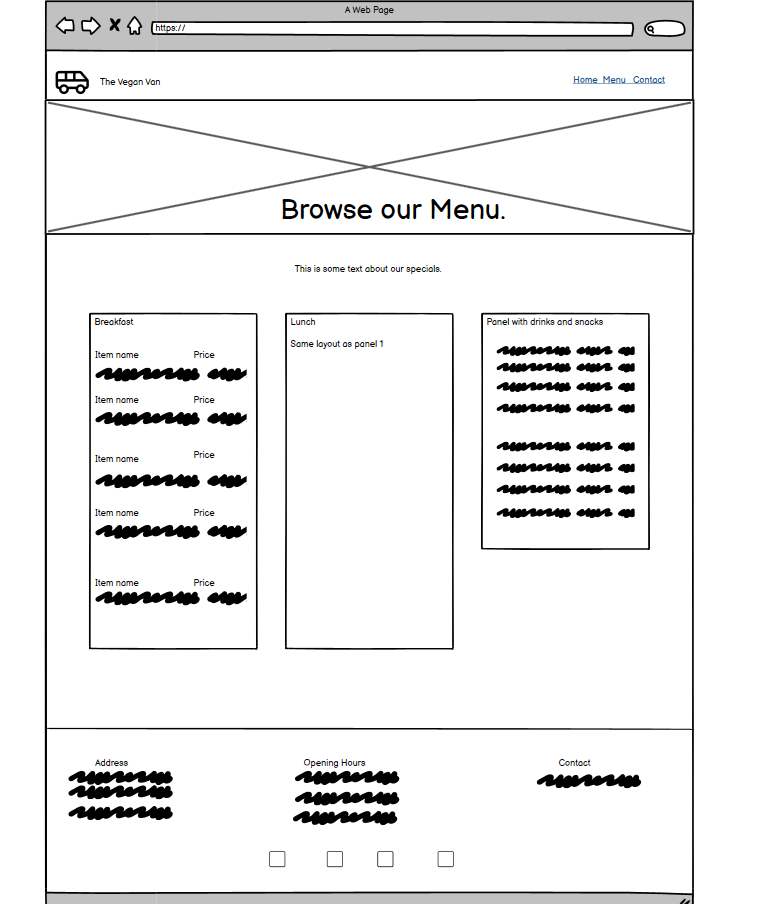 A Web Page
https://
The Vegan Van
Home Menu Contact
Browse our Menu.
This is some text about our specials.
Breakfast
Item name Price
Item name Price
Item name Price
Item name Price
Item name Price
Lunch
Same layout as panel 1
Panel with drinks and snacks
Address
Opening Hours
Contact